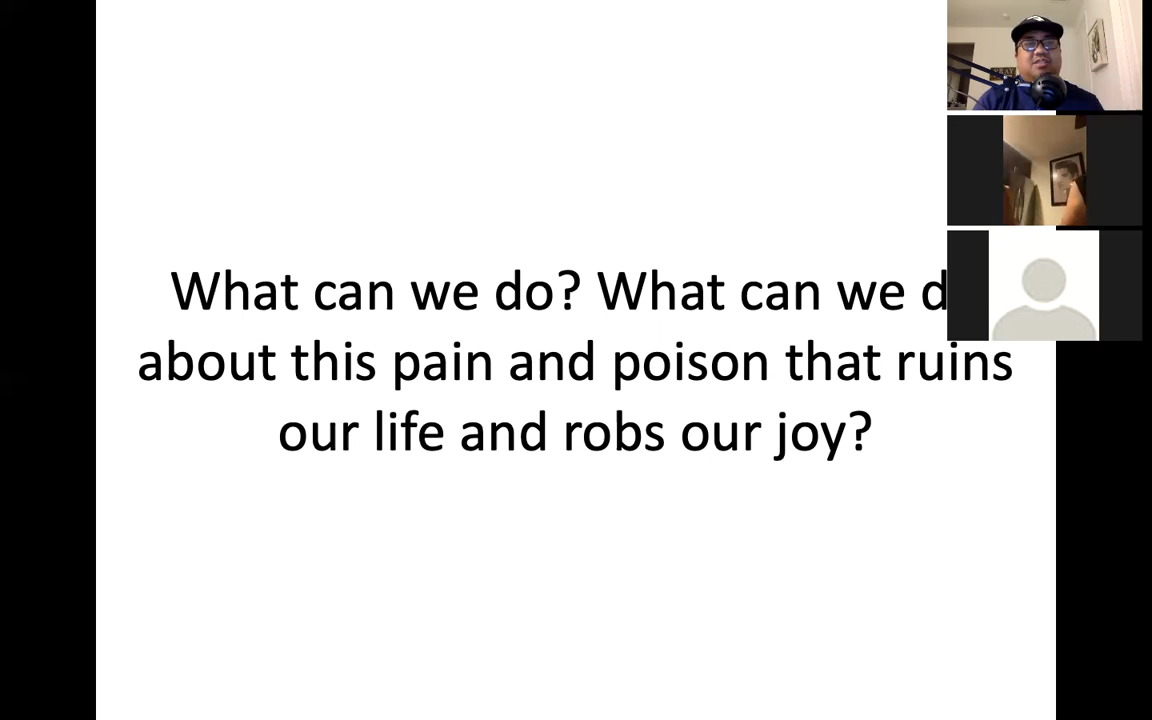 What can we do? What can we d
about this pain and poison that ruins
our life and robs our joy?